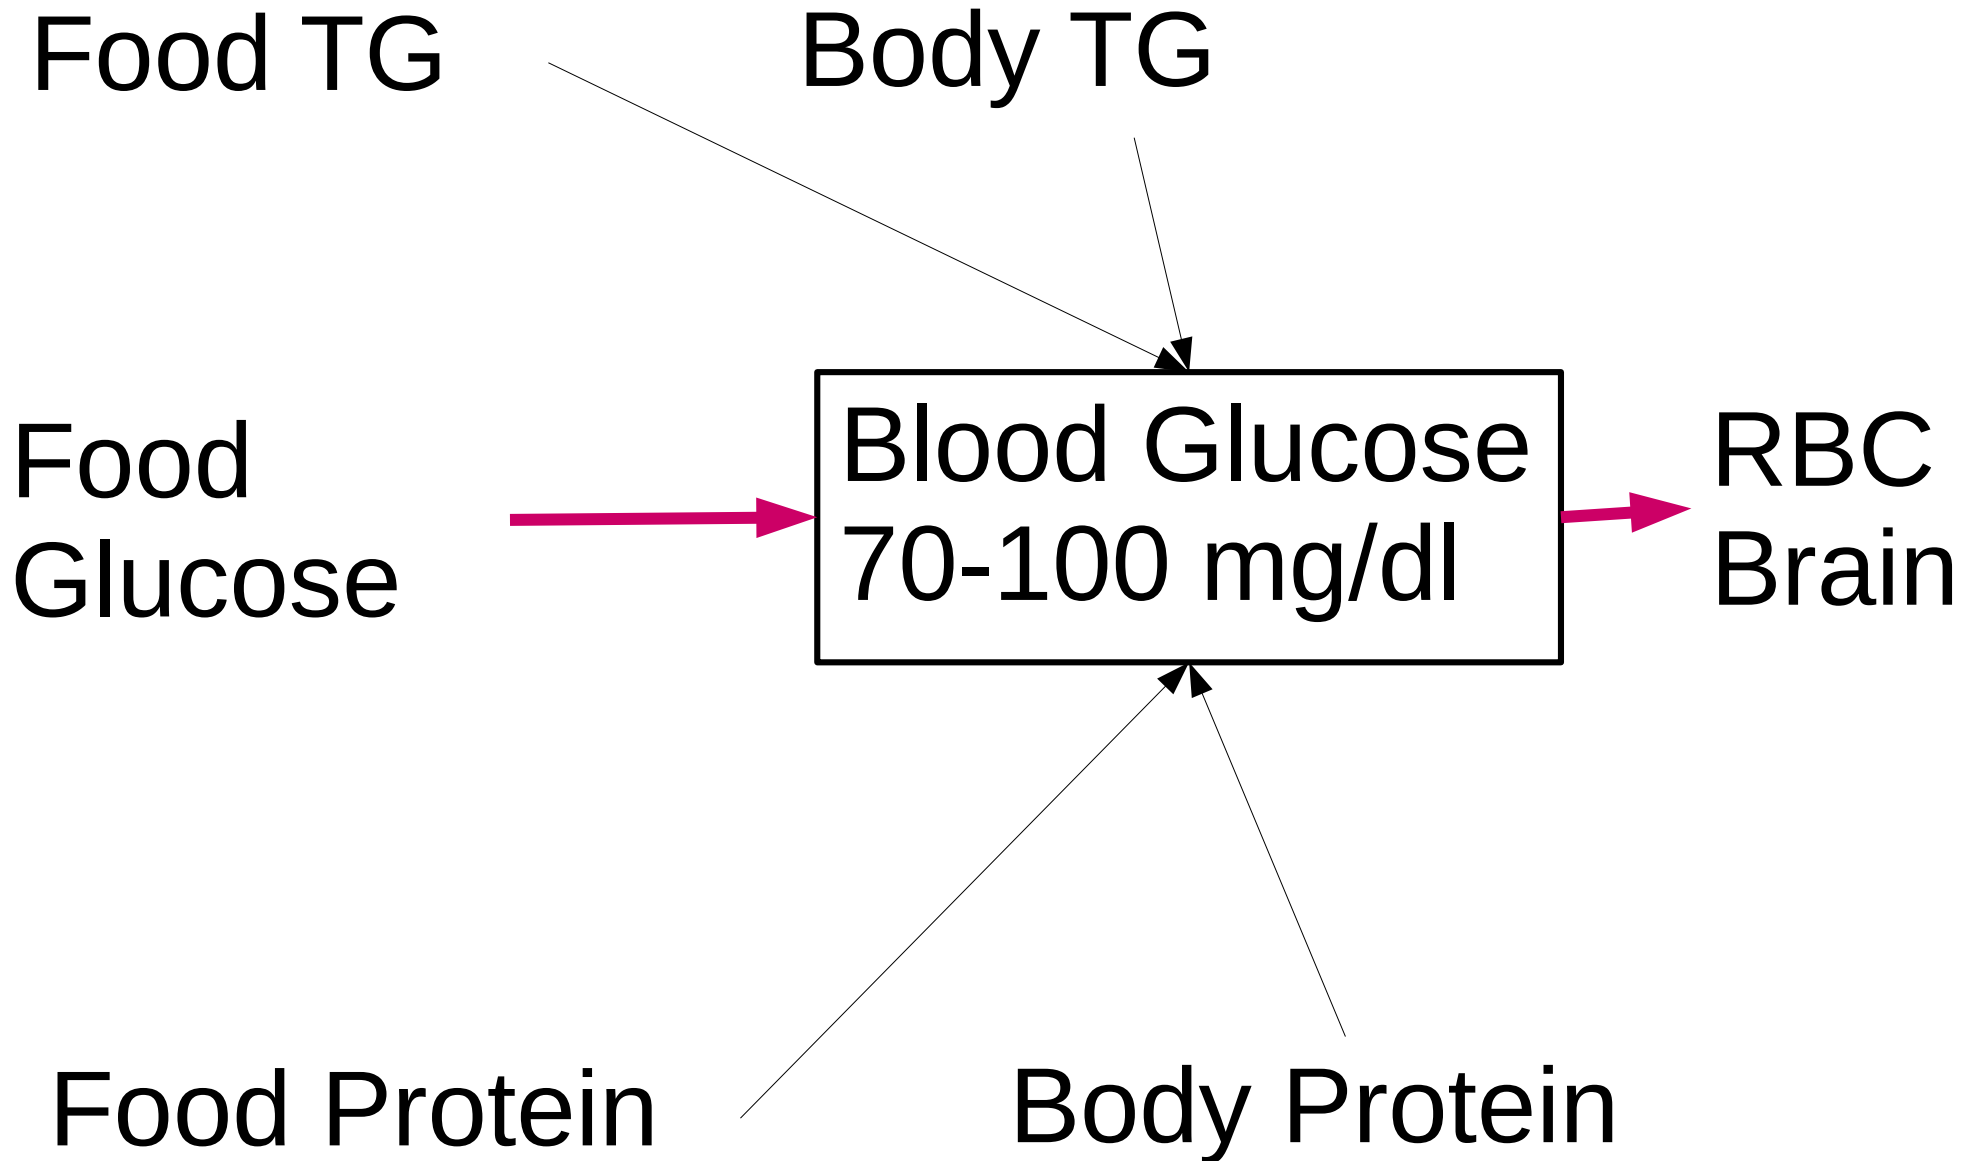 Food TG
Body TG
Food
Glucose
Blood Glucose
70-100 mg/dl
RBC
Brain
Food Protein
Body Protein